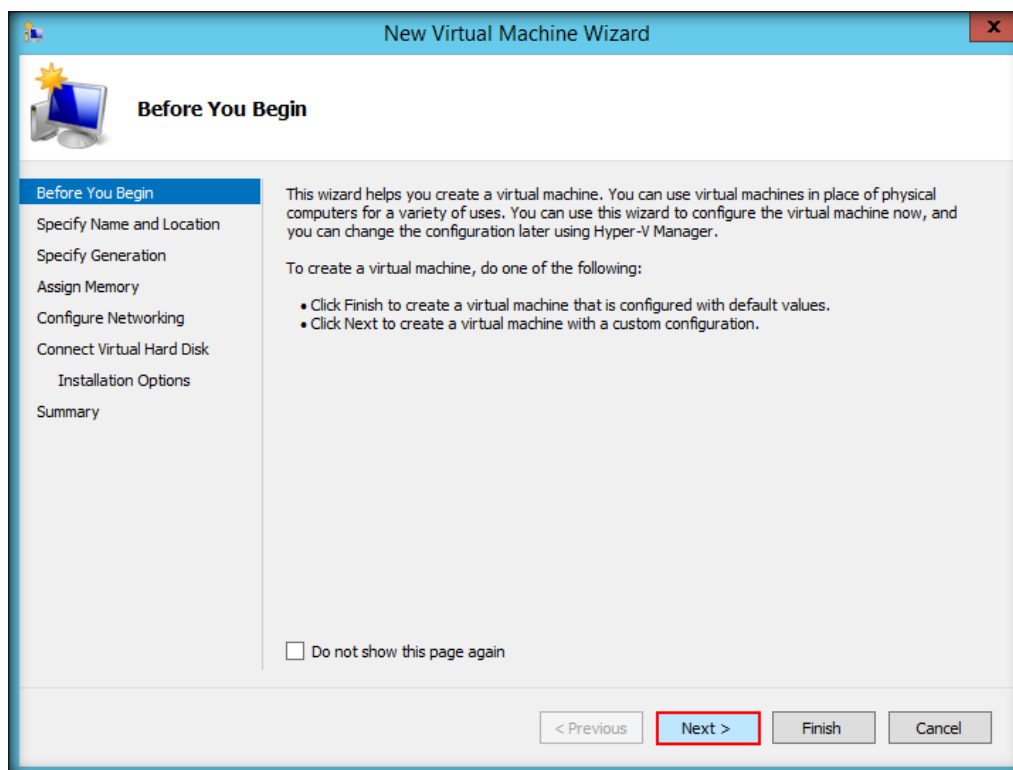 New Virtual Machine Wizard
x
Before You Begin
Before You Begin
Specify Name and Location
Specify Generation
Assign Memory
Configure Networking
Connect Virtual Hard Disk
Installation Options
Summary
This wizard helps you create a virtual machine. You can use virtual machines in place of physical
computers for a variety of uses. You can use this wizard to configure the virtual machine now, and
you can change the configuration later using Hyper-V Manager.
To create a virtual machine, do one of the following:
• Click Finish to create a virtual machine that is configured with default values.
• Click Next to create a virtual machine with a custom configuration.
Do not show this page again
< Previous
Next >
Finish
Cancel